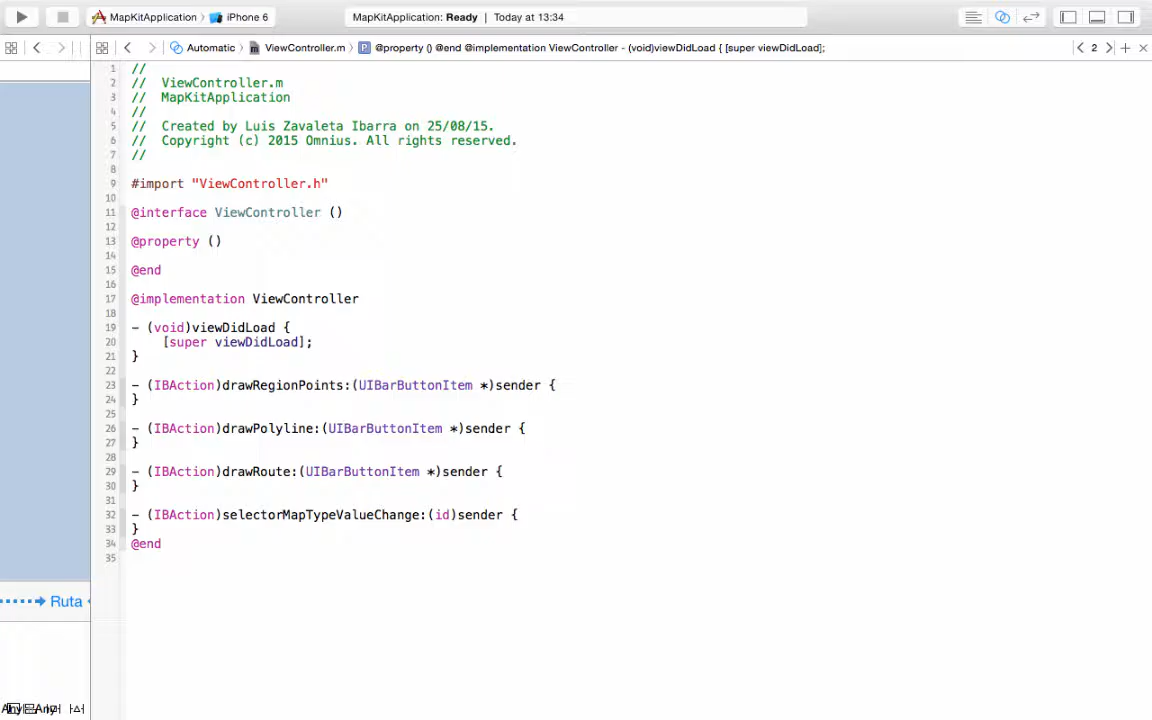 MapKitApplication › iPhone 6
MapKitApplication: Ready | Today at 13:34
Automatic › ViewController.m › P @property () @end @implementation ViewController - (void)viewDidLoad { [super viewDidLoad];
2
1 //
2 //  ViewController.m
3 //  MapKitApplication
4 //
5 //  Created by Luis Zavaleta Ibarra on 25/08/15.
6 //  Copyright (c) 2015 Omnius. All rights reserved.
7 //
8
9 #import "ViewController.h"
10
11 @interface ViewController ()
12
13 @property ()
14
15 @end
16
17 @implementation ViewController
18
19 - (void)viewDidLoad {
20     [super viewDidLoad];
21 }
22
23 - (IBAction)drawRegionPoints:(UIBarButtonItem *)sender {
24 }
25
26 - (IBAction)drawPolyline:(UIBarButtonItem *)sender {
27 }
28
29 - (IBAction)drawRoute:(UIBarButtonItem *)sender {
30 }
31
32 - (IBAction)selectorMapTypeValueChange:(id)sender {
33 }
34 @end
35
Ruta